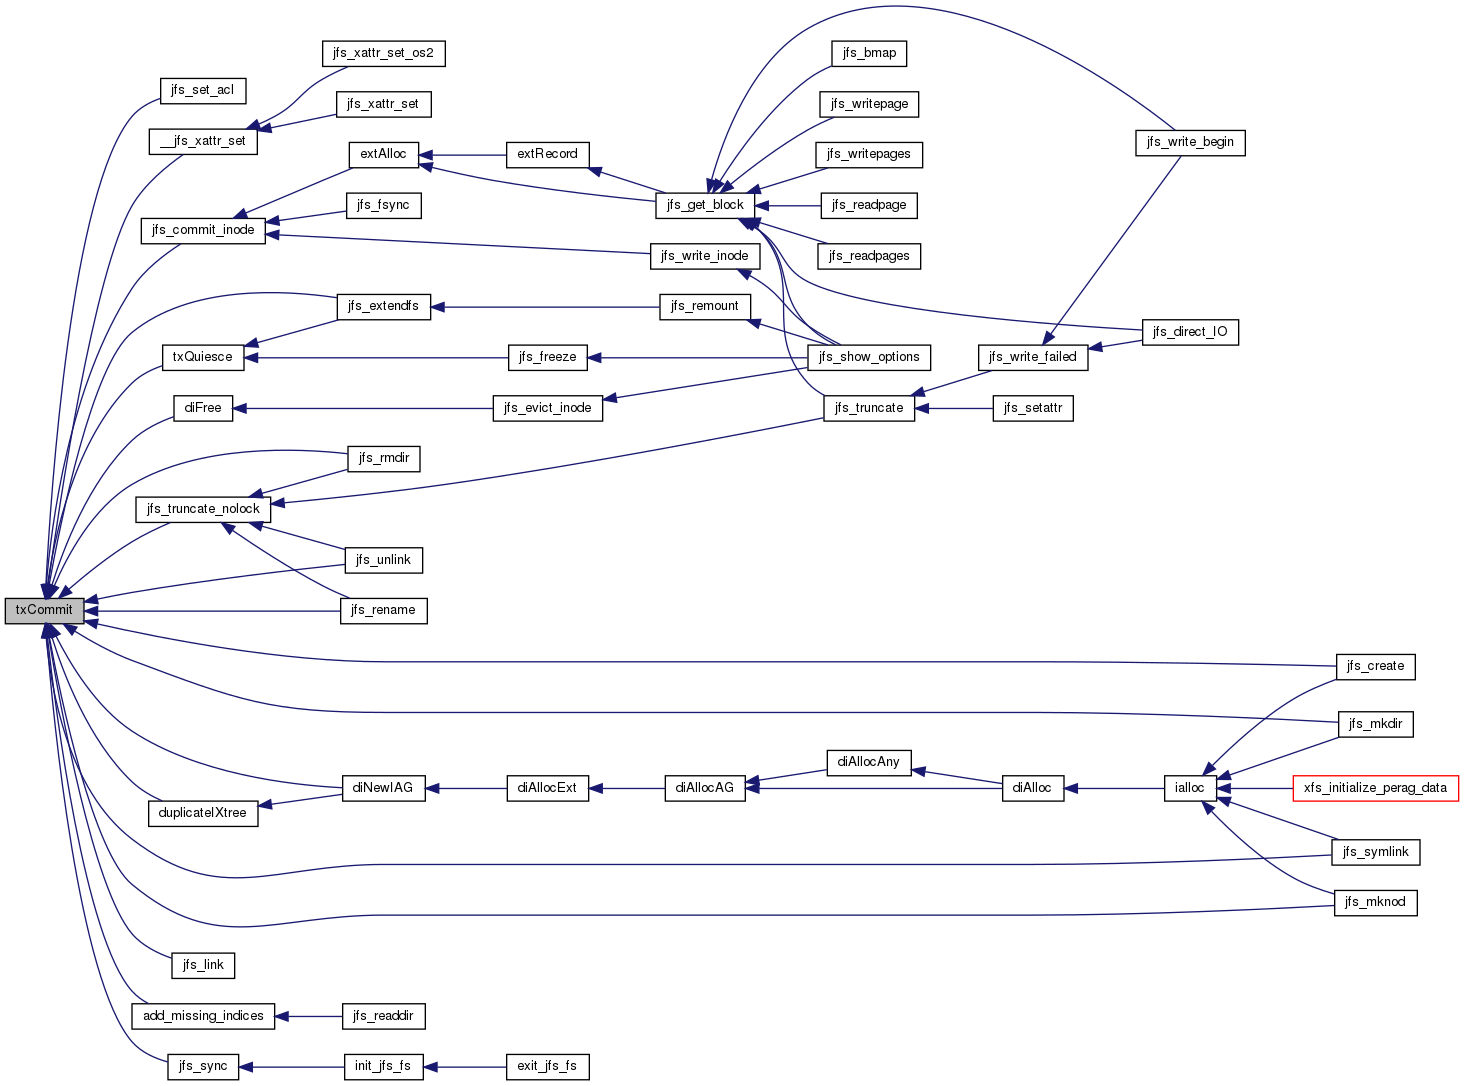 jfs_xattr_set_os2
jfs_bmap
jfs_set_acl
jfs_xattr_set
jfs_writepage
__jfs_xattr_set
jfs_write_begin
extAlloc
extRecord
jfs_writepages
jfs_fsync
jfs_get_block
jfs_readpage
jfs_commit_inode
jfs_write_inode
jfs_readpages
jfs_extendfs
jfs_remount
jfs_direct_IO
txQuiesce
jfs_freeze
jfs_show_options
jfs_write_failed
diFree
jfs_evict_inode
jfs_truncate
jfs_setattr
jfs_rmdir
jfs_truncate_nolock
jfs_unlink
txCommit
jfs_rename
jfs_create
jfs_mkdir
diAllocAny
diNewIAG
diAllocExt
diAllocAG
diAlloc
ialloc
xfs_initialize_perag_data
duplicateIXtree
jfs_symlink
jfs_mknod
jfs_link
add_missing_indices
jfs_readdir
jfs_sync
init_jfs_fs
exit_jfs_fs